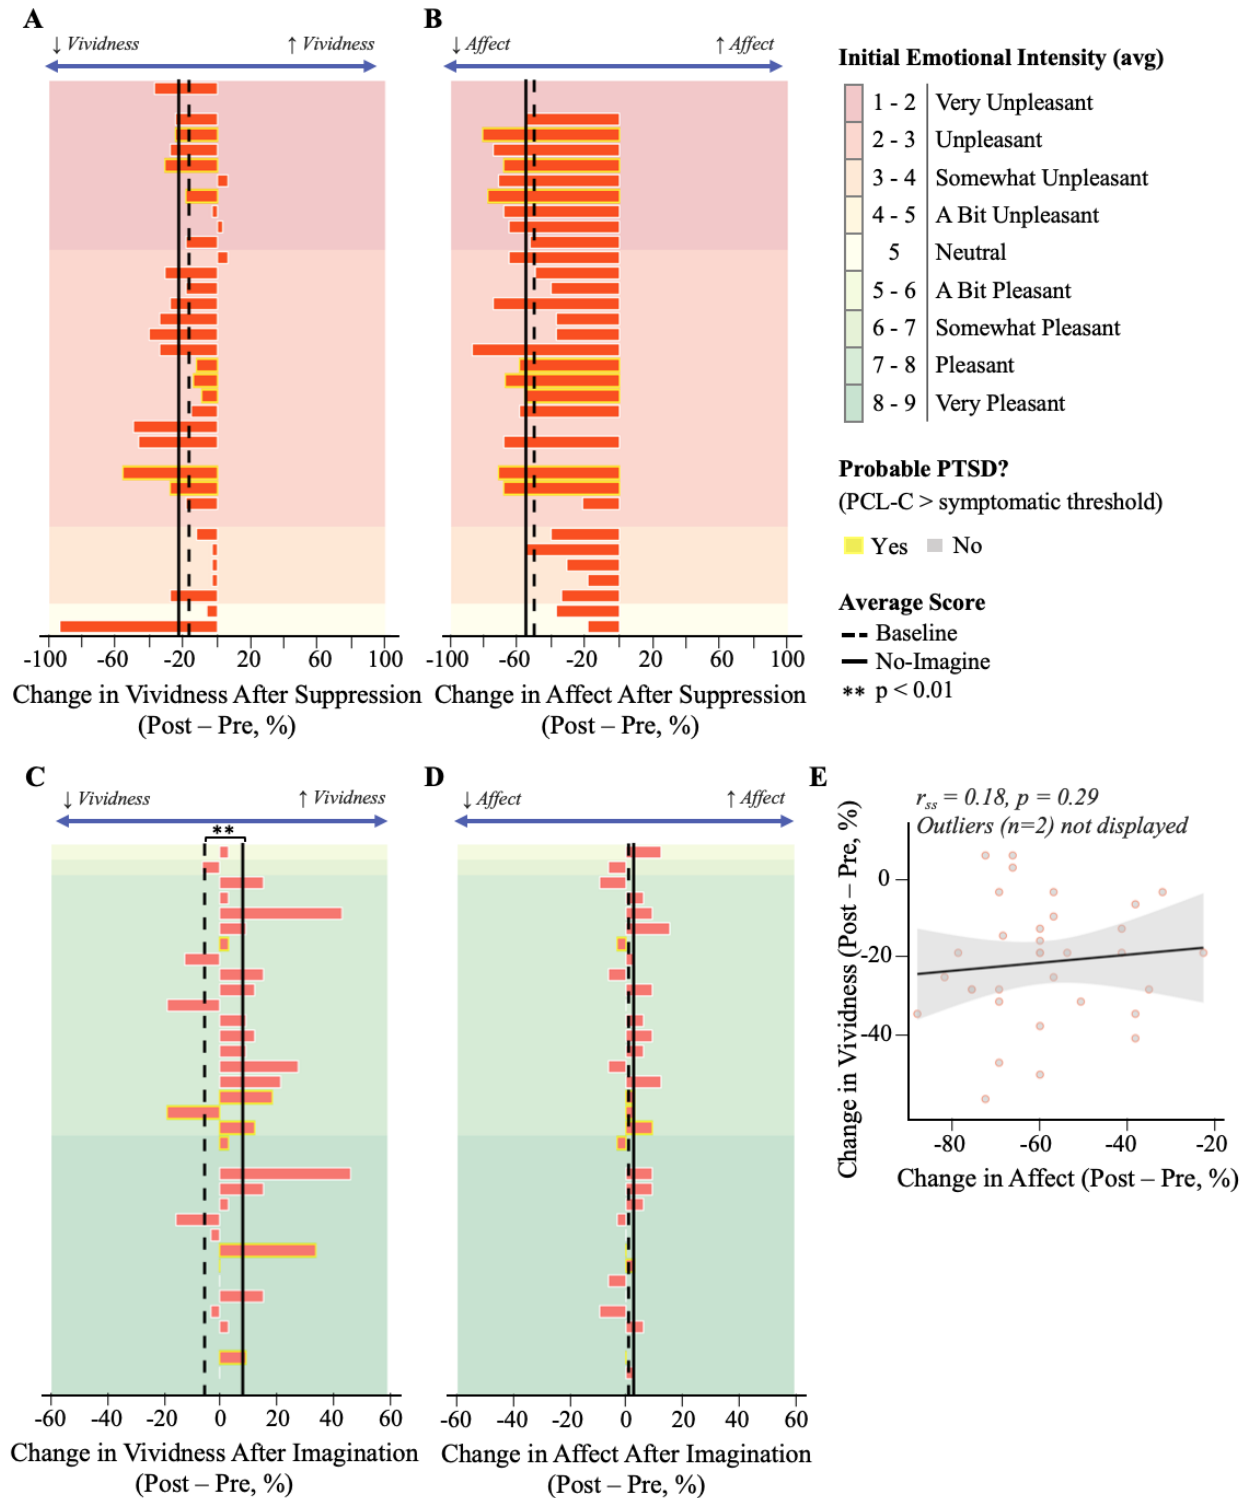 A
↓ Vividness
↑ Vividness
B
↓ Affect
↑ Affect
-100
-60
-20
20
60
100
Change in Vividness After Suppression
(Post – Pre, %)
-100
-60
-20
20
60
100
Change in Affect After Suppression
(Post – Pre, %)
Initial Emotional Intensity (avg)
1 - 2 Very Unpleasant
2 - 3 Unpleasant
3 - 4 Somewhat Unpleasant
4 - 5 A Bit Unpleasant
5 Neutral
5 - 6 A Bit Pleasant
6 - 7 Somewhat Pleasant
7 - 8 Pleasant
8 - 9 Very Pleasant
Probable PTSD?
(PCL-C > symptomatic threshold)
Yes No
Average Score
Baseline
No-Imagine
** p < 0.01
C
↓ Vividness
↑ Vividness
**
-60
-40
-20
0
20
40
60
Change in Vividness After Imagination
(Post – Pre, %)
D
↓ Affect
↑ Affect
-60
-40
-20
0
20
40
60
Change in Affect After Imagination
(Post – Pre, %)
E
rss = 0.18, p = 0.29
Outliers (n=2) not displayed
Change in Vividness (Post – Pre, %)
0
-20
-40
-80
-60
-40
-20
Change in Affect (Post – Pre, %)